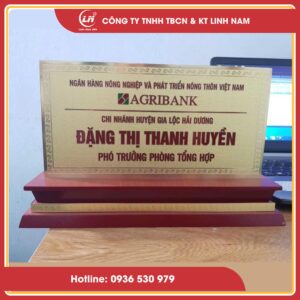 LN
CÔNG TY TNHH TBCN & KT LINH NAM
NGÂN HÀNG NÔNG NGHIỆP VÀ PHÁT TRIỂN NÔNG THÔN VIỆT NAM
AGRIBANK
CHI NHÁNH HUYỆN GIA LỘC HẢI DƯƠNG
ĐẶNG THỊ THANH HUYỀN
PHÓ TRƯỞNG PHÒNG TỔNG HỢP
Hotline: 0936 530 979